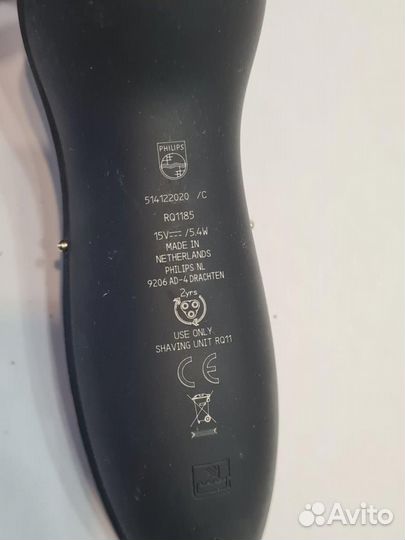 PHILIPS
514122020 /C
RQ1185
15V⎓ /5.4W
MADE IN
NETHERLANDS
PHILIPS NL
9206 AD-4 DRACHTEN
2yrs
USE ONLY
SHAVING UNIT RQ11
CE
Avito